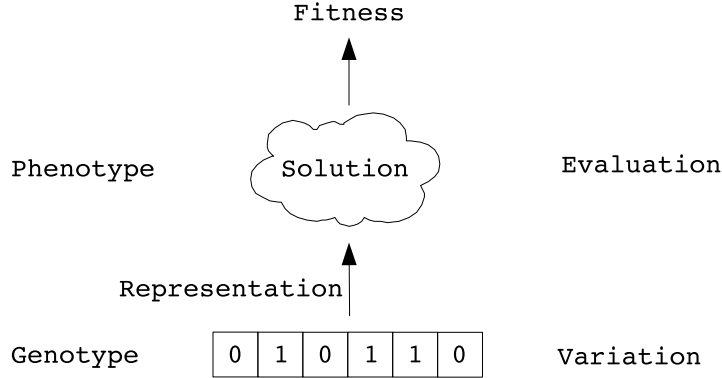 Fitness
Phenotype Solution Evaluation
Representation
Genotype 0 1 0 1 1 0 Variation